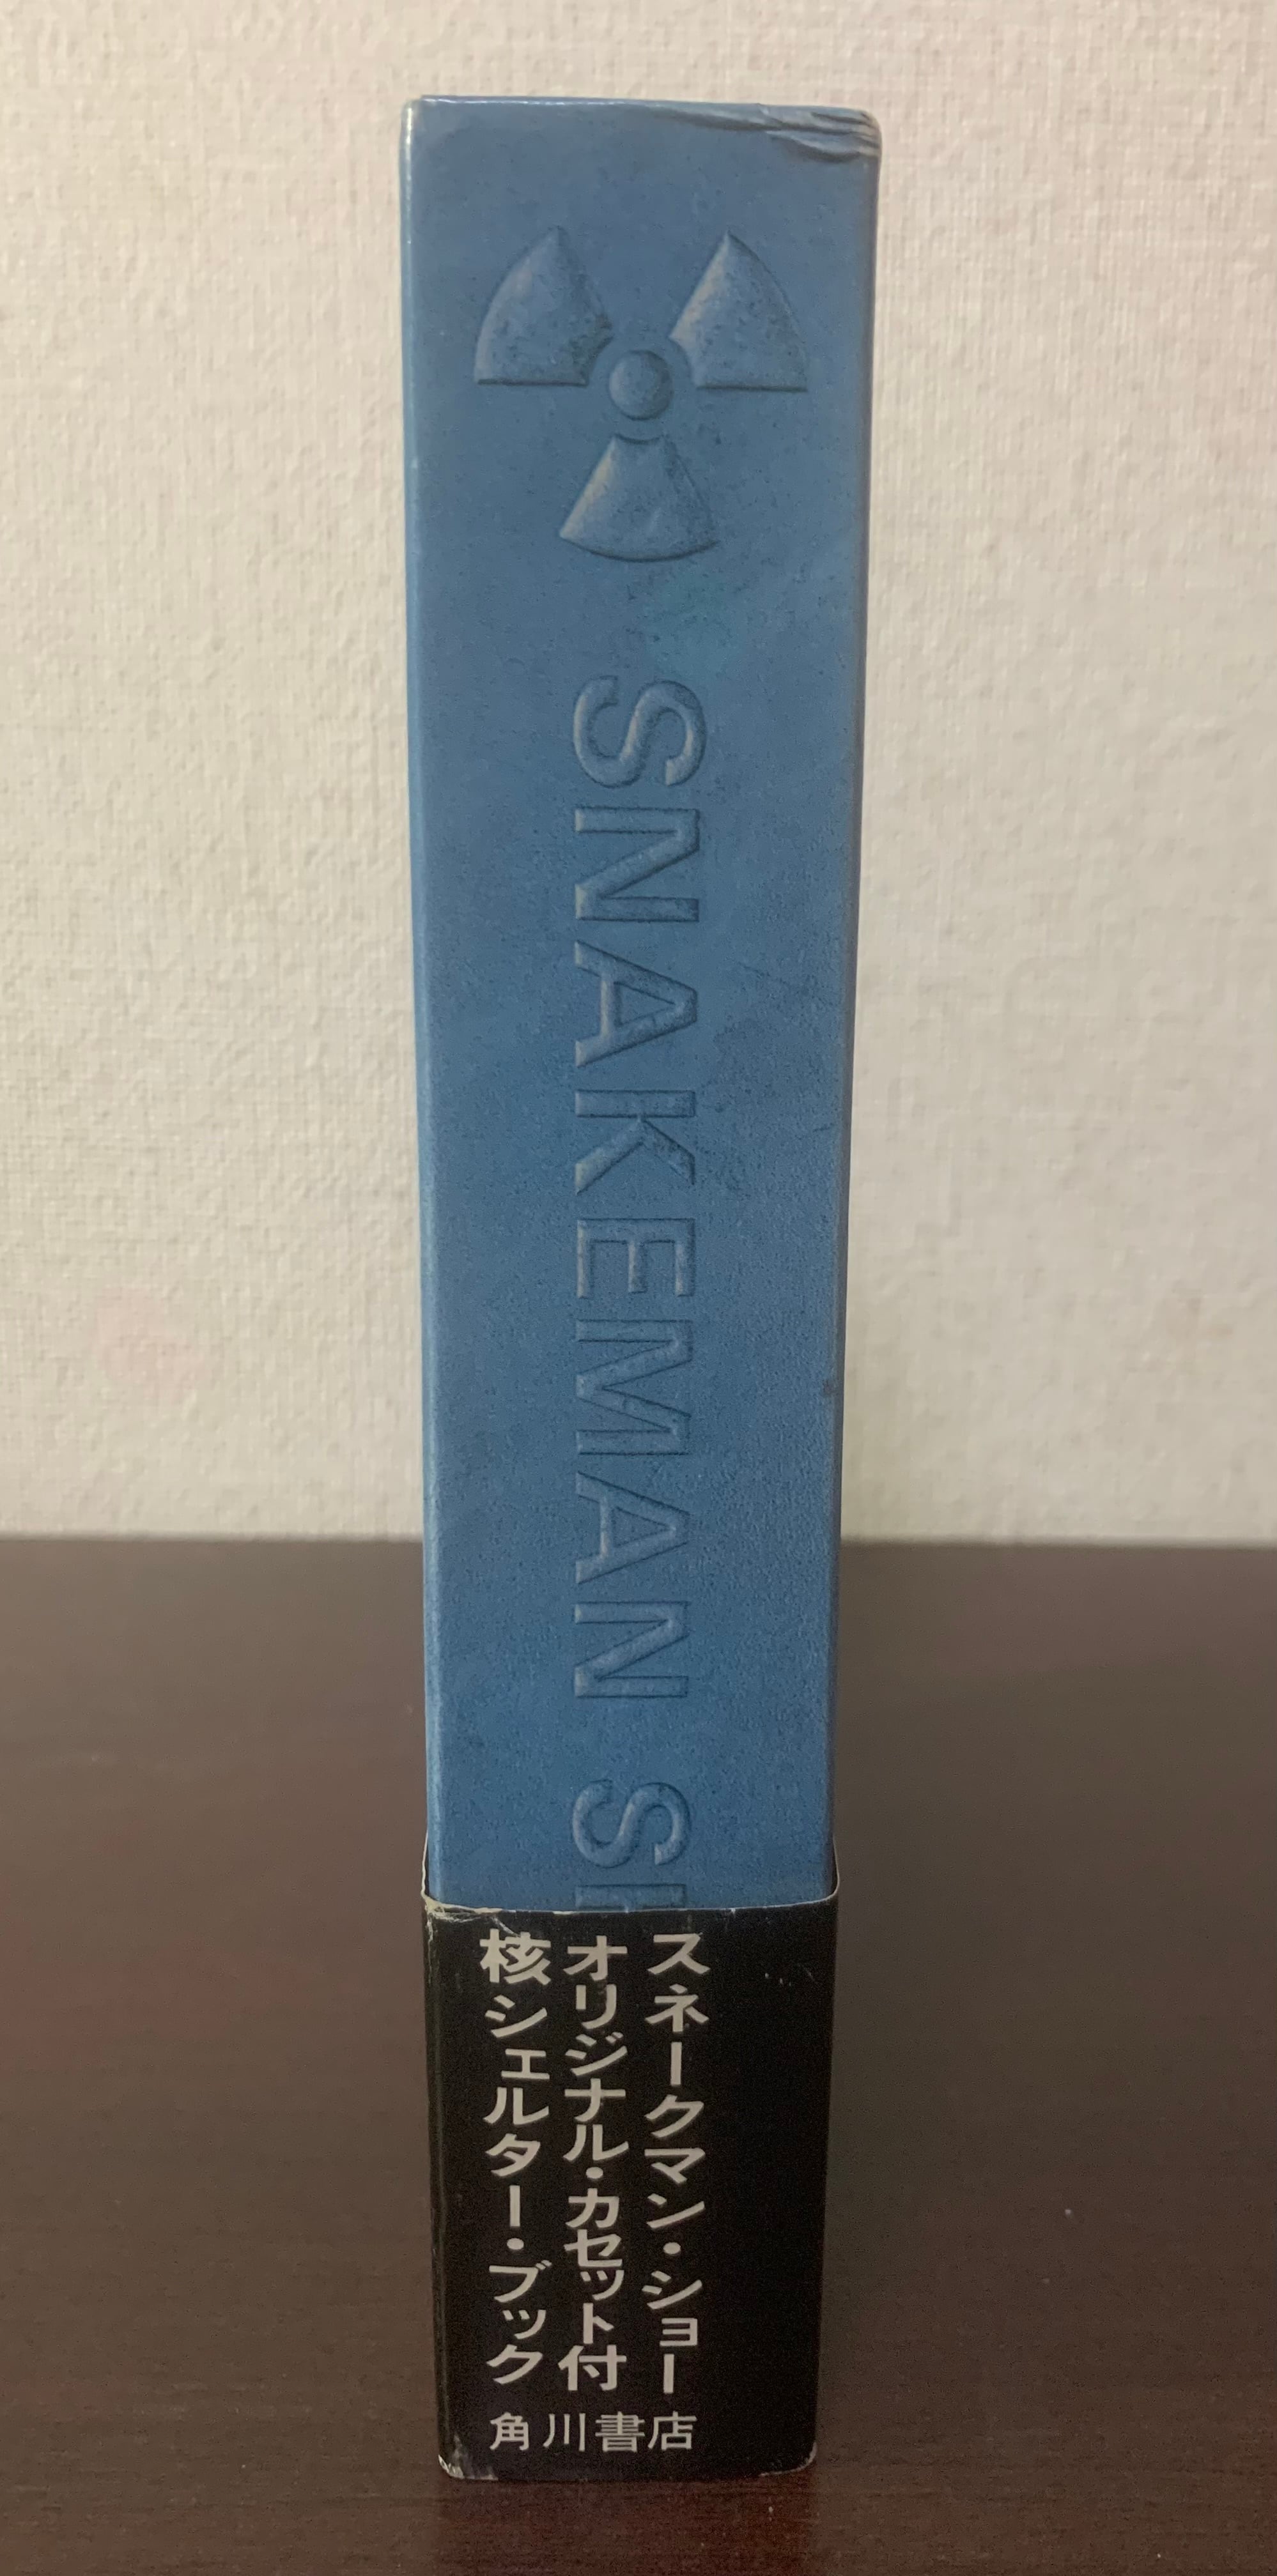 SNAKEMAN S
スネークマン・ショー
オリジナル・カセット付
核シェルター・ブック
角川書店